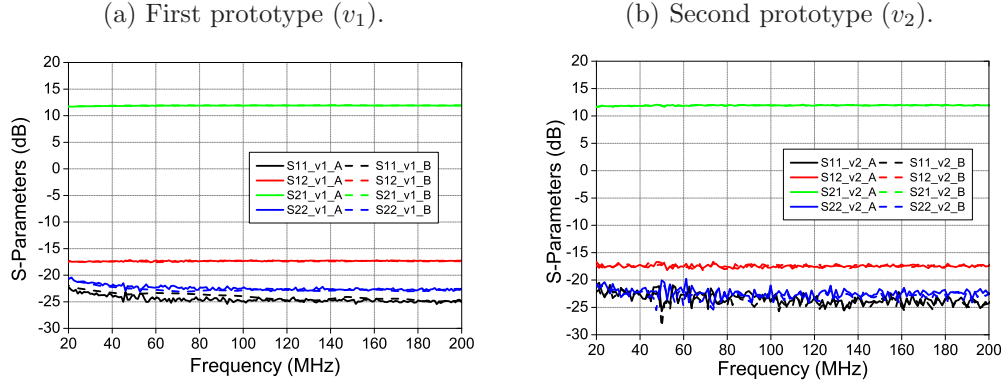 (a) First prototype (v1).
(b) Second prototype (v2).
20
15
10
5
0
-5
-10
-15
-20
-25
-30
S-Parameters (dB)
S11_v1_A
S11_v1_B
S12_v1_A
S12_v1_B
S21_v1_A
S21_v1_B
S22_v1_A
S22_v1_B
20 40 60 80 100 120 140 160 180 200
Frequency (MHz)
20
15
10
5
0
-5
-10
-15
-20
-25
-30
S-Parameters (dB)
S11_v2_A
S11_v2_B
S12_v2_A
S12_v2_B
S21_v2_A
S21_v2_B
S22_v2_A
S22_v2_B
20 40 60 80 100 120 140 160 180 200
Frequency (MHz)